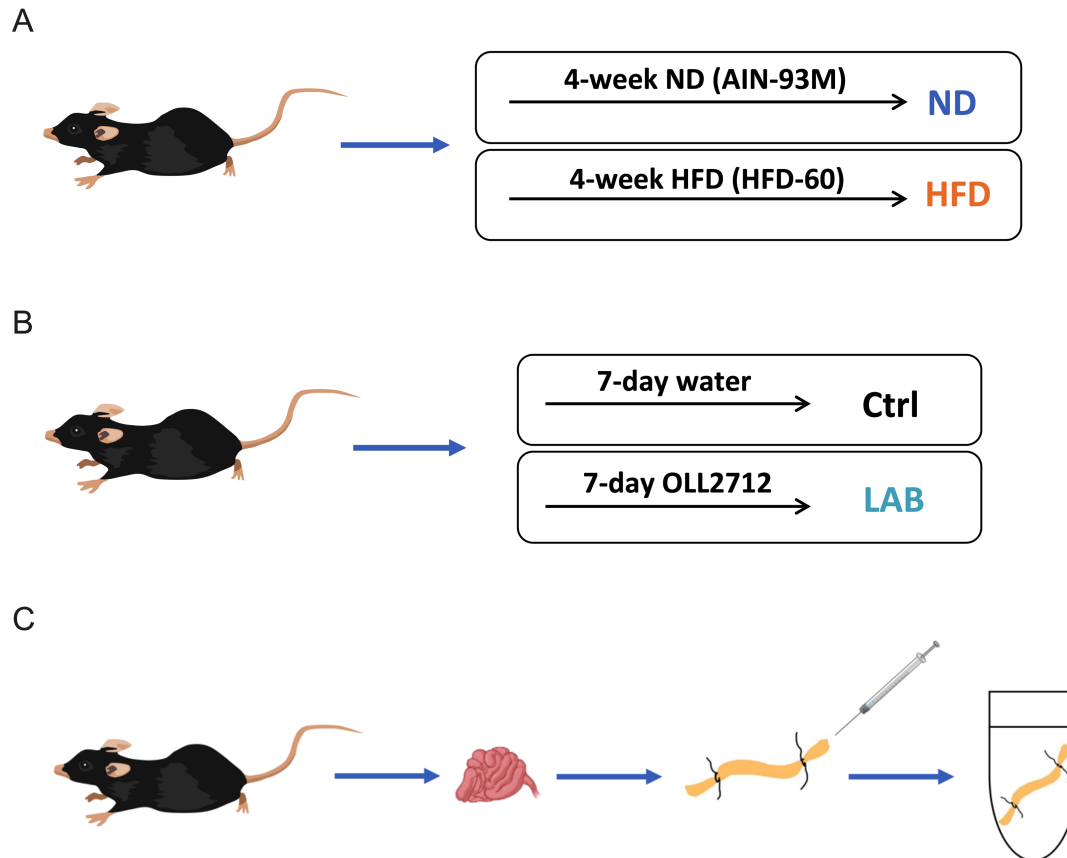 A
4-week ND (AIN-93M)
ND
4-week HFD (HFD-60)
HFD
B
7-day water
Ctrl
7-day OLL2712
LAB
C